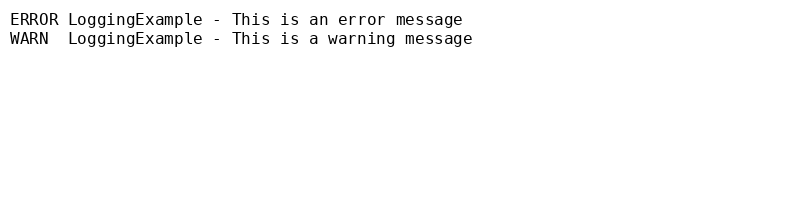 ERROR LoggingExample - This is an error message
WARN  LoggingExample - This is a warning message